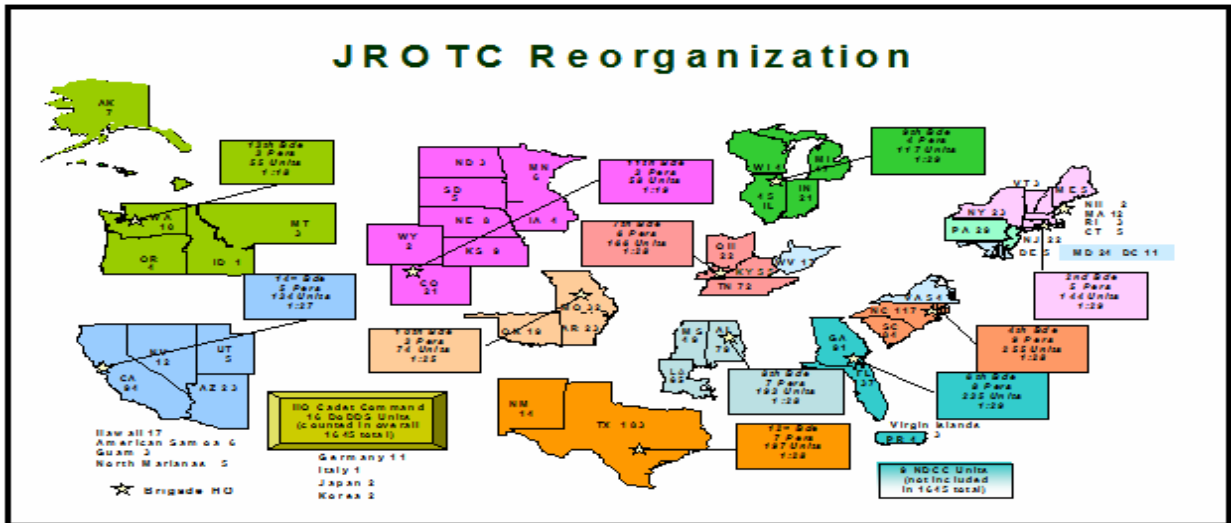 JROTC Reorganization
AK
7
13th Bde
3 Pers
55 Units
1:18
WA
10
MT
3
OR
4
ID 1
ND 3
MN
6
SD
5
NE 8
IA 4
WY
2
KS 9
CO
21
11th Bde
3 Pers
58 Units
1:19
WI 4
MI
IN
21
45
IL
9th Bde
4 Pers
117 Units
1:29
VT 3
ME 5
NY 23
PA 29
NH 2
MA 12
RI 3
CT 5
NJ 22
DE 5
MD 24 DC 11
2nd Bde
5 Pers
144 Units
1:29
7th Bde
6 Pers
166 Units
1:28
OH
22
KY 52
WV 17
TN 72
14th Bde
5 Pers
134 Units
1:27
NV
12
UT
5
CA
AZ 23
Hawaii 17
American Samoa 6
Guam 3
North Marianas 5
Brigade HQ
10th Bde
3 Pers
74 Units
1:25
MO 32
OK 19
AR 23
HQ Cadet Command
16 DoDDS Units
(counted in overall
1645 total)
Germany 11
Italy 1
Japan 2
Korea 2
NM
14
TX 183
12th Bde
7 Pers
197 Units
1:28
MS
AL
79
LA
8th Bde
7 Pers
193 Units
1:28
GA
FL
6th Bde
8 Pers
235 Units
1:29
VA
NC 117
SC
4th Bde
9 Pers
255 Units
1:28
Virgin Islands
3
PR 4
9 NDCC Units
(not included
in 1645 total)